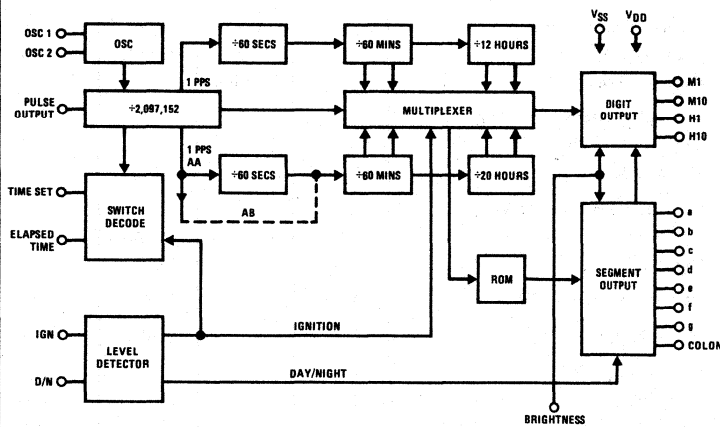 OSC 1
OSC 2
OSC
÷60 SECS
÷60 MINS
÷12 HOURS
VSS
VDD
1 PPS
PULSE
OUTPUT
÷2,097,152
MULTIPLEXER
DIGIT
OUTPUT
M1
M10
H1
H10
1 PPS
AA
÷60 SECS
÷60 MINS
÷20 HOURS
AB
TIME SET
ELAPSED
TIME
SWITCH
DECODE
ROM
SEGMENT
OUTPUT
a
b
c
d
e
f
g
COLON
IGN
D/N
LEVEL
DETECTOR
IGNITION
DAY/NIGHT
BRIGHTNESS